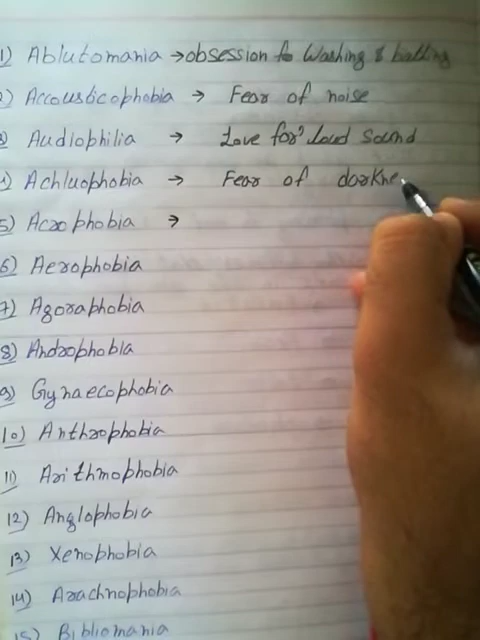 1) Ablutomania → obsession to Washing & bathing
2) Accousticophobia → Fear of noise
3) Audiophilia → Love for loud sound
4) Achluophobia → Fear of darkne
5) Acrophobia →
6) Aerophobia
7) Agoraphobia
8) Androphobia
9) Gynaecophobia
10) Anthrophobia
11) Arithmophobia
12) Anglophobia
13) Xenophobia
14) Arachnophobia
15) Bibliomania